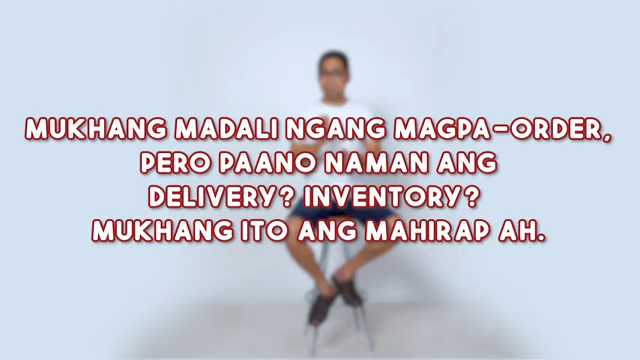 MUKHANG MADALI NGANG MAGPA-ORDER,
PERO PAANO NAMAN ANG
DELIVERY? INVENTORY?
MUKHANG ITO ANG MAHIRAP AH.